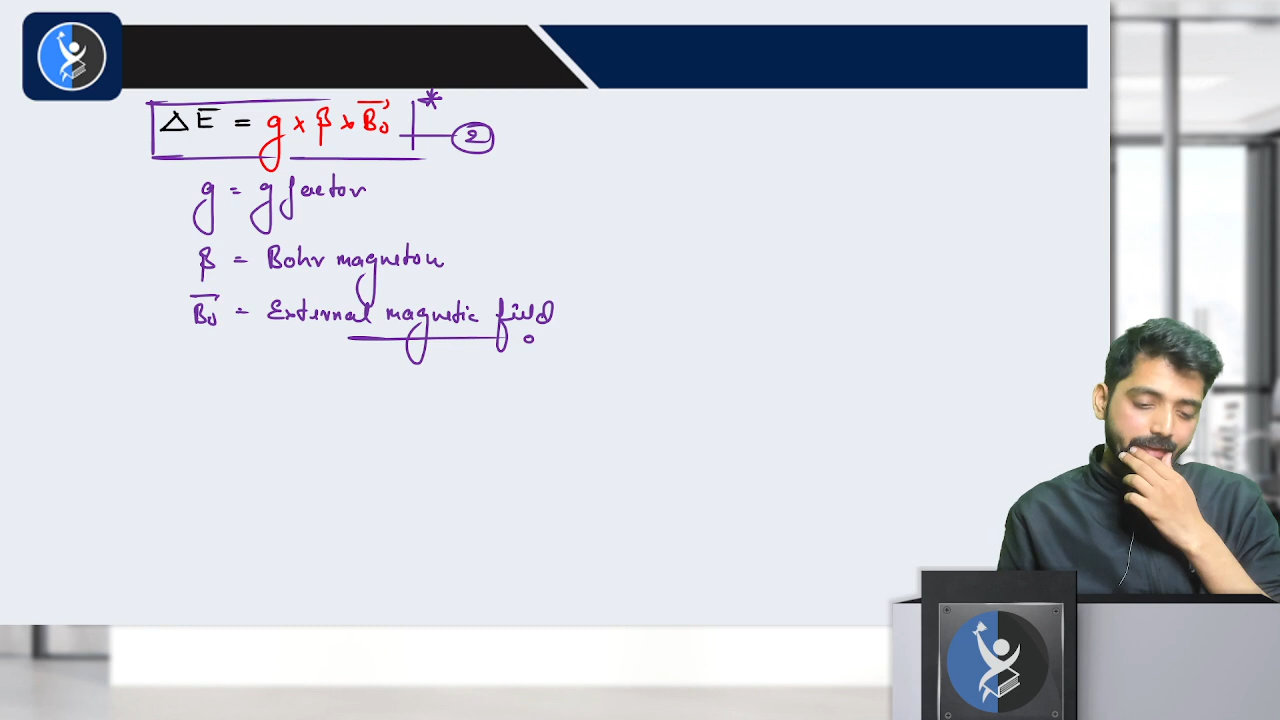 ΔE = g × β × B₀ — ②
*
g = g factor
β = Bohr magneton
B₀ = External magnetic field